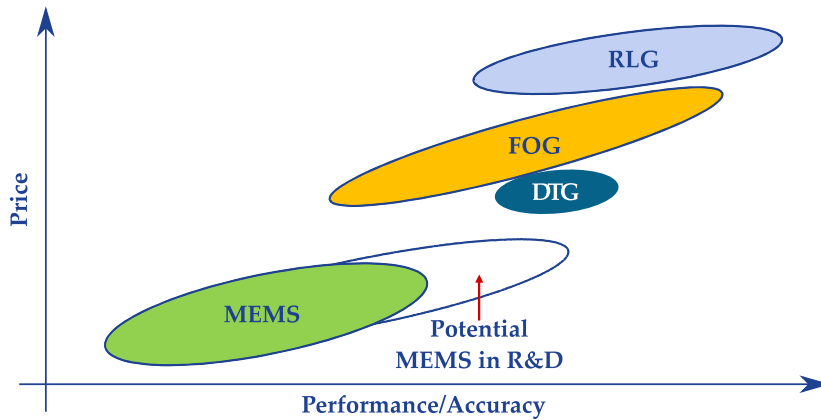 RLG
FOG
DTG
Price
MEMS
Potential
MEMS in R&D
Performance/Accuracy